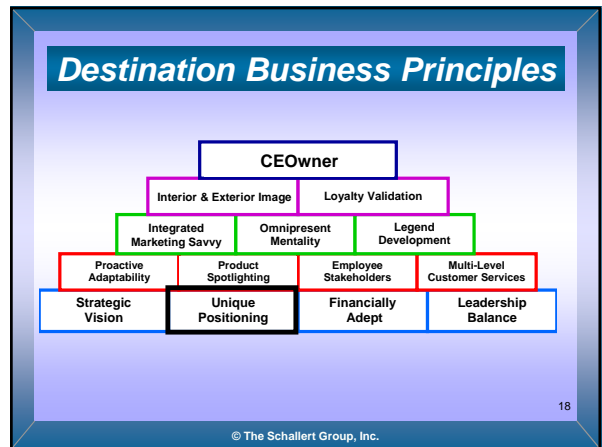 Destination Business Principles
CEOwner
Interior & Exterior Image
Loyalty Validation
Integrated
Marketing Savvy
Omnipresent
Mentality
Legend
Development
Proactive
Adaptability
Product
Spotlighting
Employee
Stakeholders
Multi-Level
Customer Services
Strategic
Vision
Unique
Positioning
Financially
Adept
Leadership
Balance
18
© The Schallert Group, Inc.